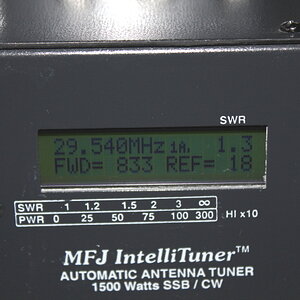 SWR
29.540MHz 1A. 1.3
FWD= 833 REF= 18
SWR 1 1.2 1.5 2 3 ∞
PWR 0 25 50 75 100 300 HI x10
MFJ IntelliTuner™
AUTOMATIC ANTENNA TUNER
1500 Watts SSB / CW